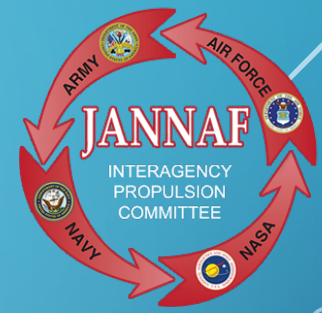 ARMY
AIR FORCE
JANNAF
INTERAGENCY
PROPULSION
COMMITTEE
NAVY
NASA